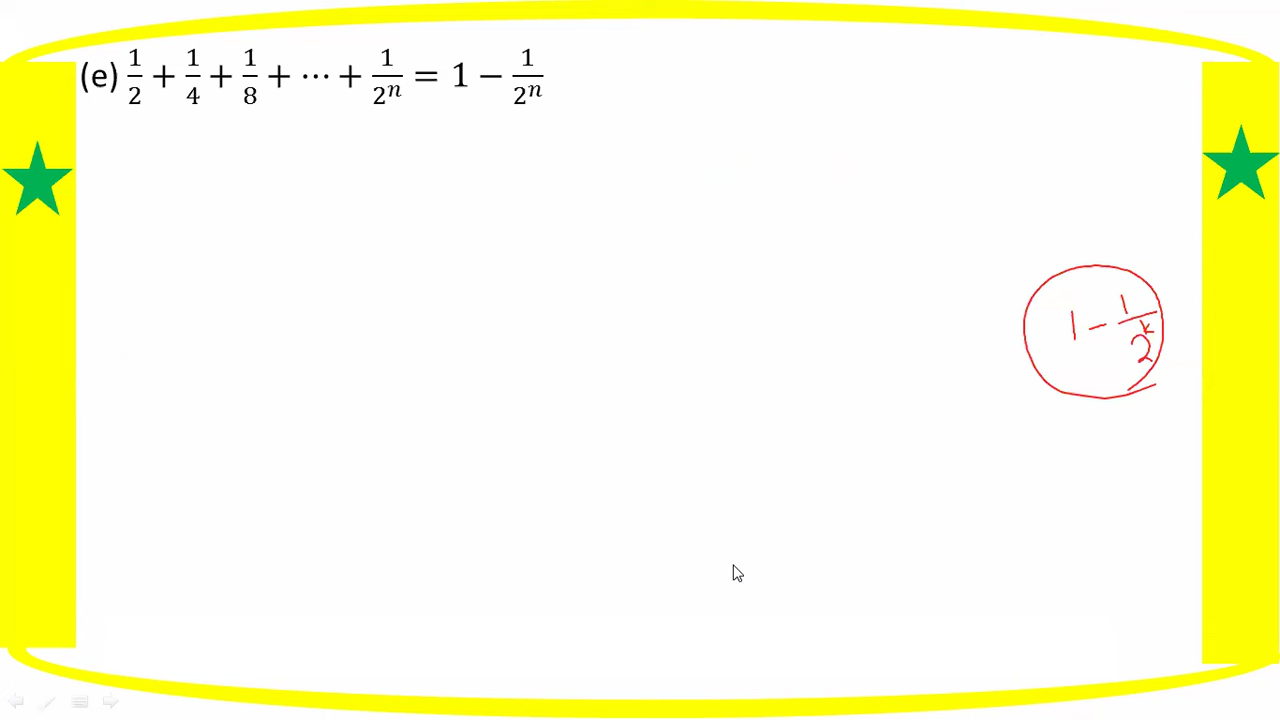 (e) 1/2 + 1/4 + 1/8 + ⋯ + 1/2ⁿ = 1 − 1/2ⁿ
1 − 1/2ᵏ